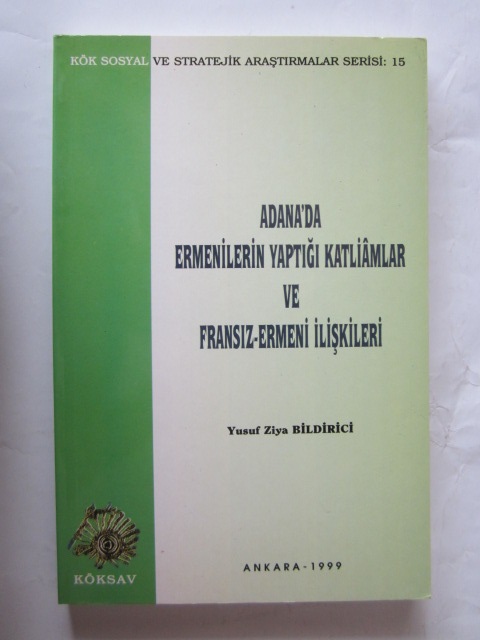 KÖK SOSYAL VE STRATEJİK ARAŞTIRMALAR SERİSİ: 15
ADANA'DA
ERMENİLERİN YAPTIĞI KATLİÂMLAR
VE
FRANSIZ-ERMENİ İLİŞKİLERİ
Yusuf Ziya BİLDİRİCİ
KÖKSAV
ANKARA-1999